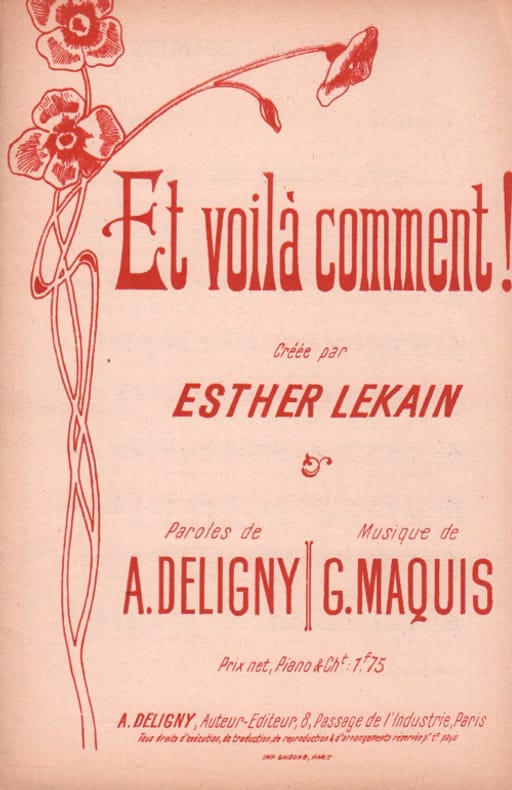 Et voilà comment!
Créée par
ESTHER LEKAIN
Paroles de
A. DELIGNY
Musique de
G. MAQUIS
Prix net, Piano & Cht: 1f75
A. DELIGNY, Auteur-Editeur, 8, Passage de l'Industrie, Paris
Tous droits d'exécution, de traduction, de reproduction & d'arrangements réservés pr ts pays